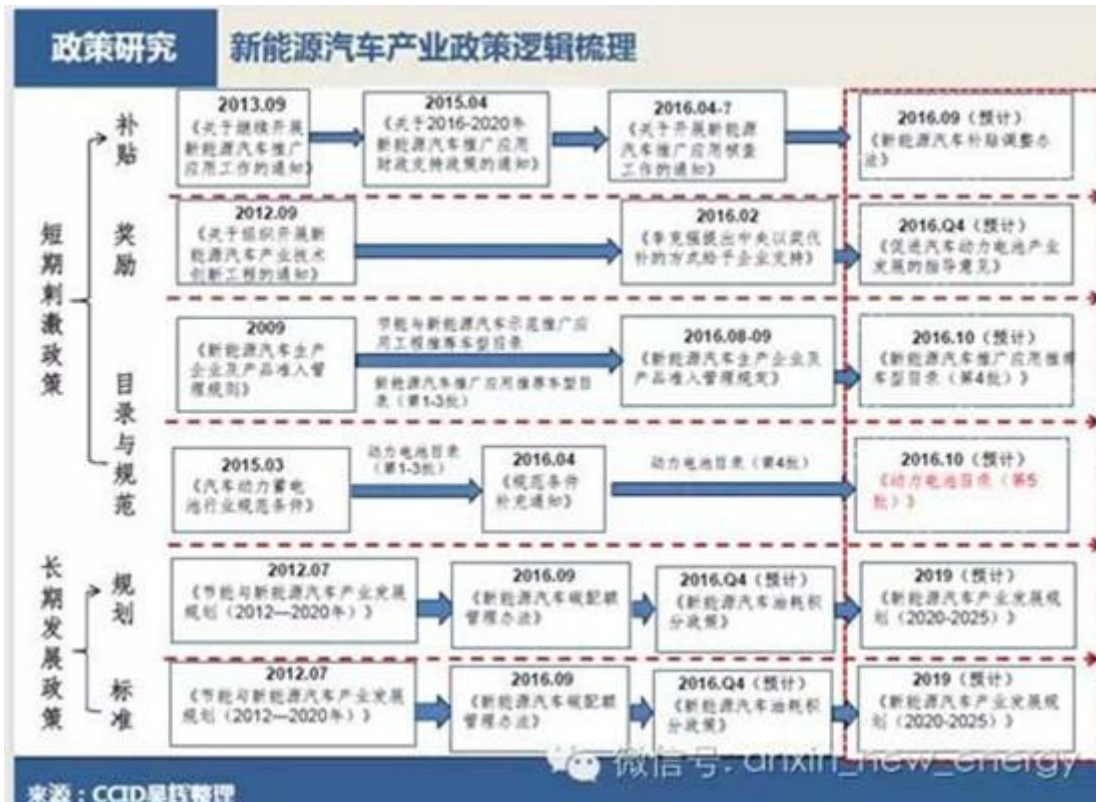 政策研究
新能源汽车产业政策逻辑梳理
短期刺激政策
补贴
2013.09
《关于继续开展
新能源汽车推广
应用工作的通知》
2015.04
《关于2016-2020年
新能源汽车推广应用
财政支持政策的通知》
2016.04-?
《关于开展新能源
汽车推广应用核查
工作的通知》
2016.09（预计）
《新能源汽车补贴调整办
法》
奖励
2012.09
《关于组织开展新
能源汽车产业技术
创新工程的通知》
2016.02
《李克强提出中央以奖代
补的方式给于企业支持》
2016.Q4（预计）
《促进汽车动力电池产业
发展的指导意见》
目录与规范
2009
《新能源汽车生产
企业及产品准入管
理规则》
节能与新能源汽车示范推广应
用工程推荐车型目录
新能源汽车推广应用推荐车型目
录（第1-3批）
2016.08-09
《新能源汽车生产企业及
产品准入管理规定》
2016.10（预计）
《新能源汽车推广应用推荐
车型目录（第4批）》
2015.03
《汽车动力蓄电
池行业规范条件》
动力电池目录
（第1-3批）
2016.04
《规范条件
补充通知》
动力电池目录（第4批）
2016.10（预计）
《动力电池目录（第5
批）》
长期发展政策
规划
2012.07
《节能与新能源汽车产业发展
规划（2012—2020年）》
2016.09
《新能源汽车碳配额
管理办法》
2016.Q4（预计）
《新能源汽车油耗积
分政策》
2019（预计）
《新能源汽车产业发展规
划（2020-2025）》
标准
2012.07
《节能与新能源汽车产业发展
规划（2012—2020年）》
2016.09
《新能源汽车碳配额
管理办法》
2016.Q4（预计）
《新能源汽车油耗积
分政策》
2019（预计）
《新能源汽车产业发展规
划（2020-2025）》
微信号: anxin_new_energy
来源：CCID吴辉整理